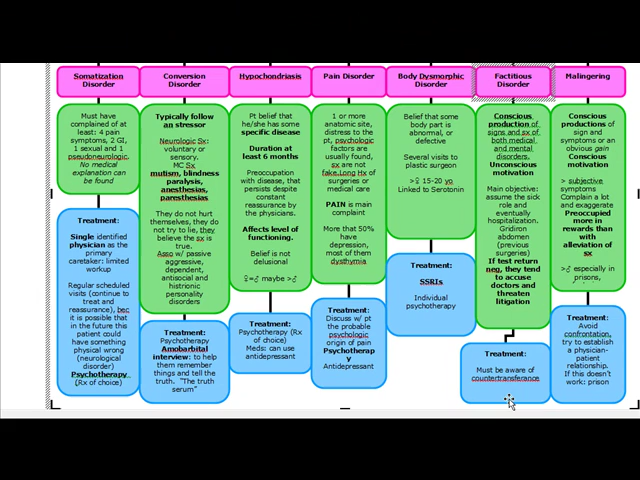 Somatization
Disorder
Must have
complained of at
least: 4 pain
symptoms, 2 GI,
1 sexual and 1
pseudoneurologic.
No medical
explanation can
be found
Treatment:
Single identified
physician as the
primary
caretaker: limited
workup
Regular scheduled
visits (continue to
treat and
reassurance), bec
it is possible that
in the future this
patient could
have something
physical wrong
(neurological
disorder)
Psychotherapy
(Rx of choice)
Conversion
Disorder
Typically follow
an stressor
Neurologic Sx:
voluntary or
sensory.
MC Sx
mutism, blindness
paralysis,
anesthesias,
paresthesias
They do not hurt
themselves, they
do not try to lie, they
believe the sx is
true.
Asso w/ passive
aggressive,
dependent,
antisocial and
histrionic
personality
disorders
Treatment:
Psychotherapy
Amobarbital
interview: to help
them remember
things and tell the
truth. "The truth
serum"
Hypochondriasis
Pt belief that
he/she has some
specific disease
Duration at
least 6 months
Preoccupation
with disease, that
persists despite
constant
reassurance by
the physicians.
Affects level of
functioning.
Belief is not
delusional
♀=♂ maybe >♂
Treatment:
Psychotherapy (Rx
of choice)
Meds: can use
antidepressant
Pain Disorder
1 or more
anatomic site,
distress to the
pt, psychologic
factors are
usually found,
sx are not
fake.Long Hx of
surgeries or
medical care
PAIN is main
complaint
More that 50%
have
depression,
most of them
dysthymia
Treatment:
Discuss w/ pt
the probable
psychologic
origin of pain
Psychotherap
y
Antidepressant
Body Dysmorphic
Disorder
Belief that some
body part is
abnormal, or
defective
Several visits to
plastic surgeon
>♀ 15-20 yo
Linked to Serotonin
Treatment:
SSRIs
Individual
psychotherapy
Factitious
Disorder
Conscious
production of
signs and sx of
both medical
and mental
disorders.
Unconscious
motivation
Main objective:
assume the sick
role and
eventually
hospitalization.
Gridiron
abdomen
(previous
surgeries)
If test return
neg, they tend
to accuse
doctors and
threaten
litigation
Treatment:
Must be aware of
countertransferance
Malingering
Conscious
productions of
sign and
symptoms or an
obvious gain
Conscious
motivation
> subjective
symptoms
Complain a lot
and exaggerate
Preoccupied
more in
rewards than
with
alleviation of
sx
>♂ especially in
prisons,
Treatment:
Avoid
confrontation,
try to establish
a physician-
patient
relationship.
If this doesn't
work: prison